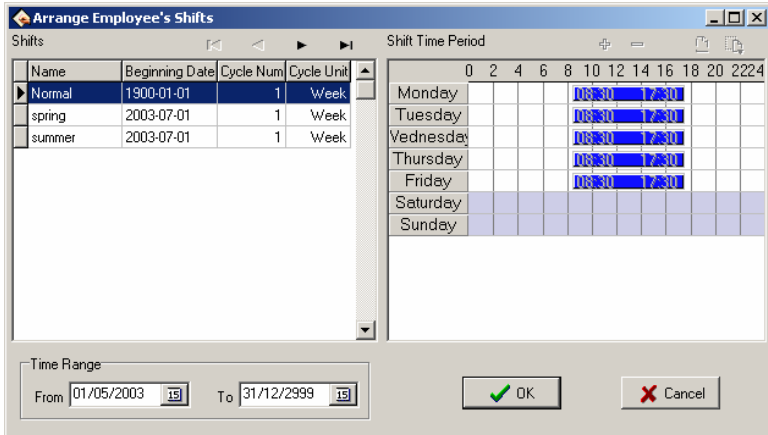 Arrange Employee's Shifts
Shifts
Shift Time Period
Name Beginning Date Cycle Num Cycle Unit
Normal 1900-01-01 1 Week
spring 2003-07-01 1 Week
summer 2003-07-01 1 Week
0 2 4 6 8 10 12 14 16 18 20 2224
Monday 08:30 17:30
Tuesday 08:30 17:30
Wednesday 08:30 17:30
Thursday 08:30 17:30
Friday 08:30 17:30
Saturday
Sunday
Time Range
From 01/05/2003 15 To 31/12/2999 15
OK
Cancel